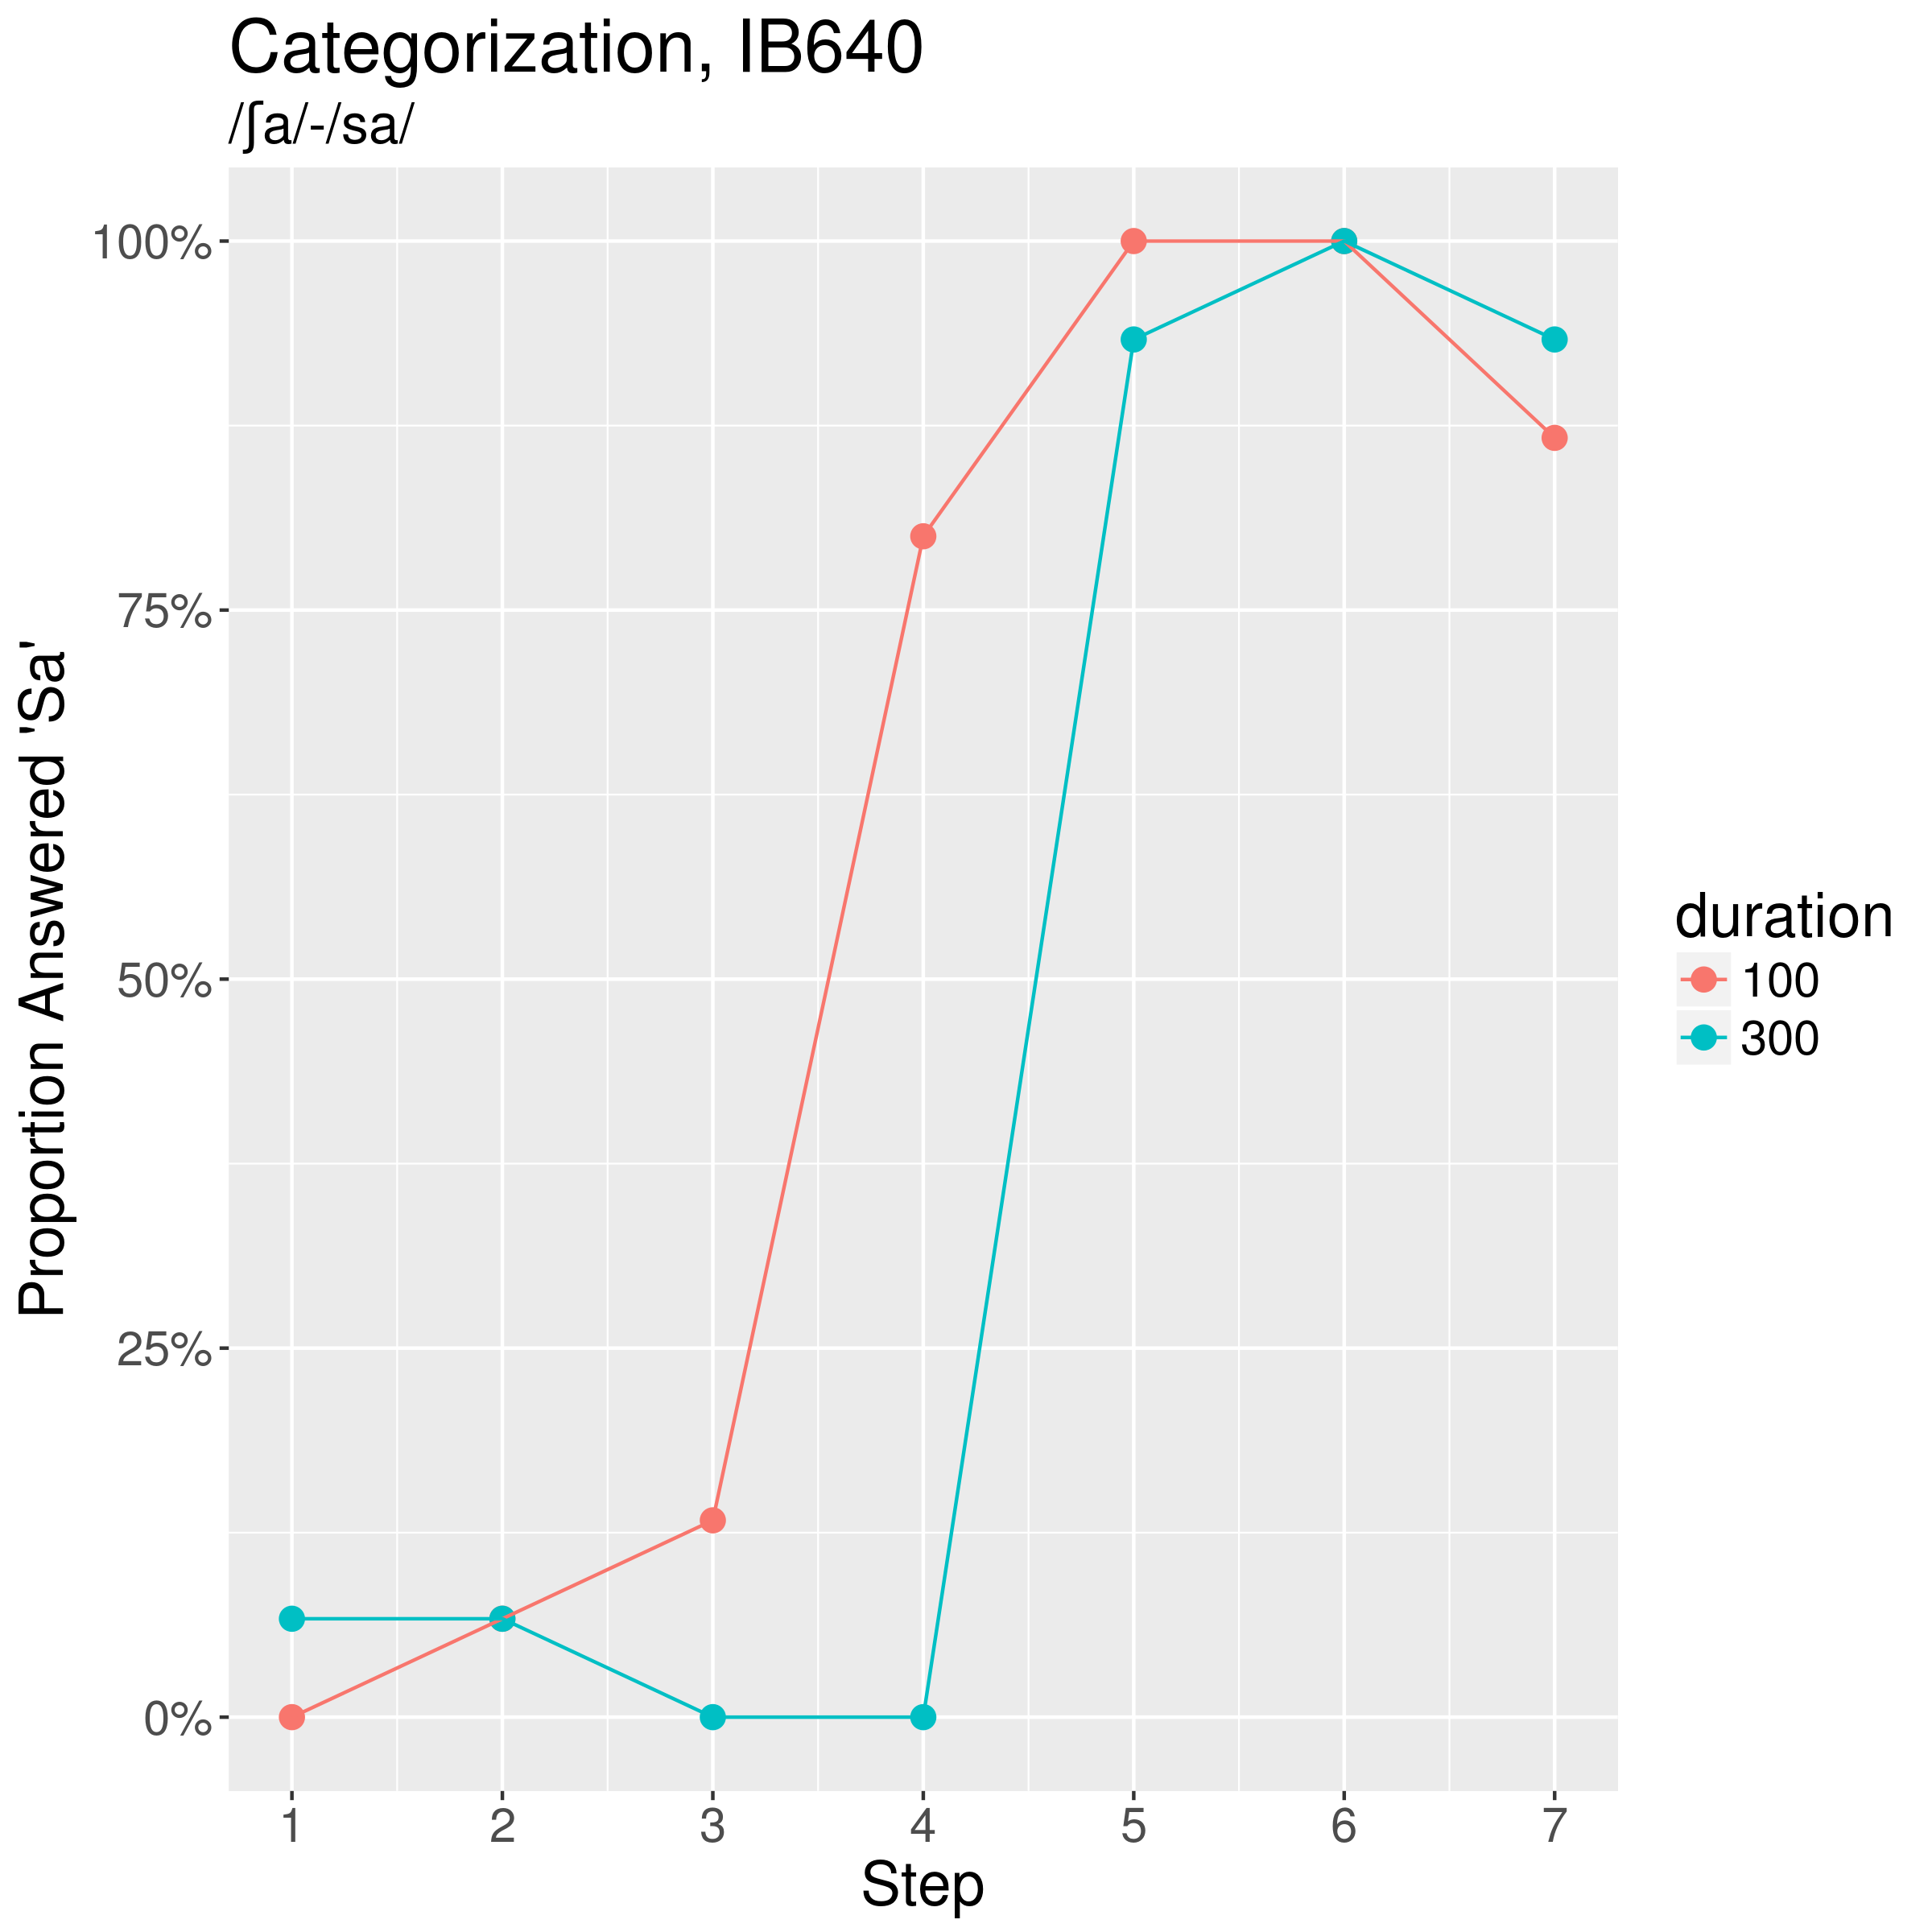 Categorization, IB640
/ʃa/-/sa/
100%
75%
50%
25%
0%
Proportion Answered 'Sa'
1 2 3 4 5 6 7
Step
duration
100
300